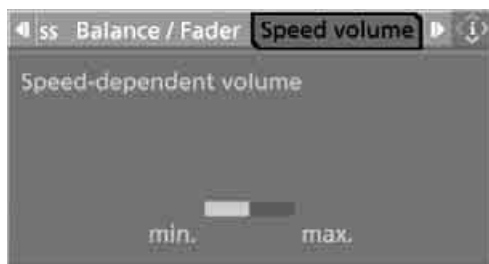 ss Balance / Fader Speed volume i
Speed-dependent volume
min. max.